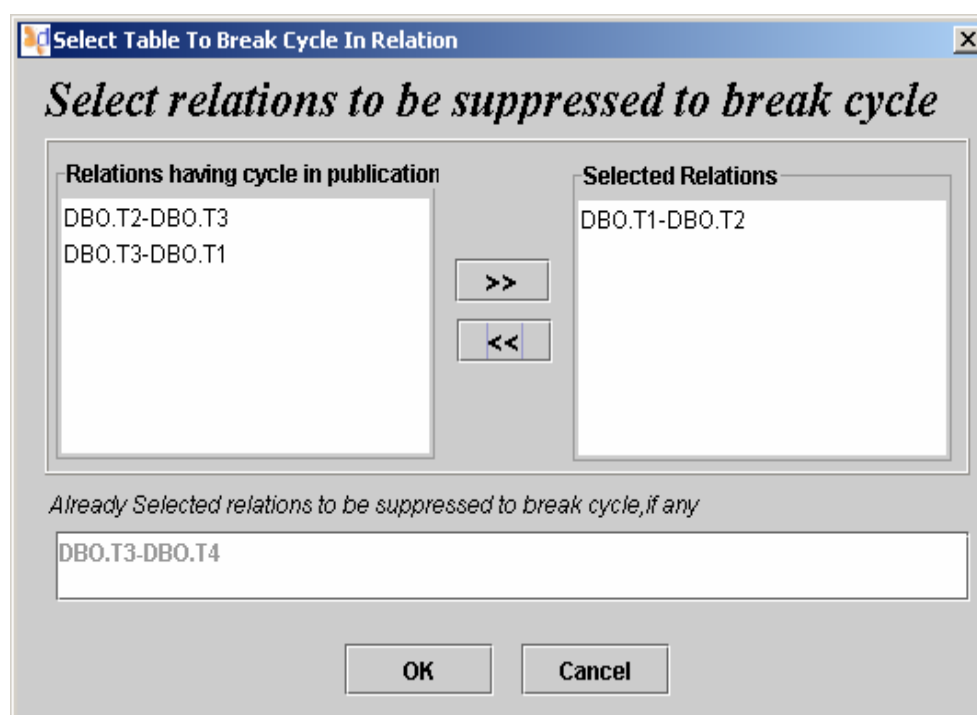 Select Table To Break Cycle In Relation
Select relations to be suppressed to break cycle
Relations having cycle in publication
Selected Relations
DBO.T2-DBO.T3
DBO.T3-DBO.T1
DBO.T1-DBO.T2
>>
<<
Already Selected relations to be suppressed to break cycle,if any
DBO.T3-DBO.T4
OK
Cancel